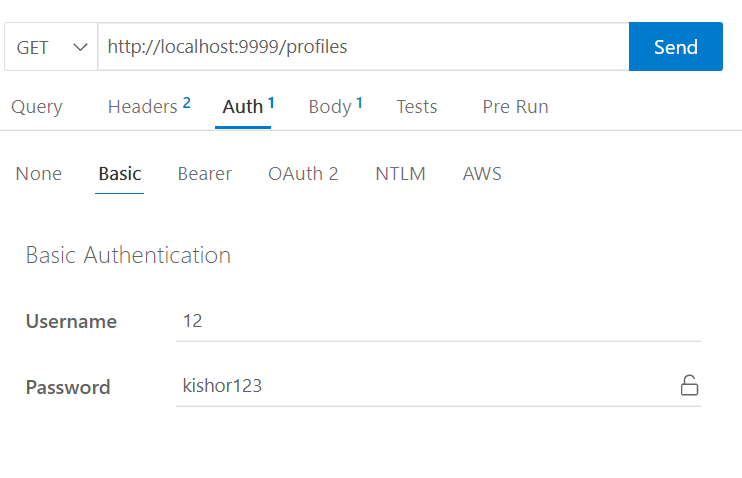 GET http://localhost:9999/profiles Send
Query Headers 2 Auth 1 Body 1 Tests Pre Run
None Basic Bearer OAuth 2 NTLM AWS
Basic Authentication
Username 12
Password kishor123